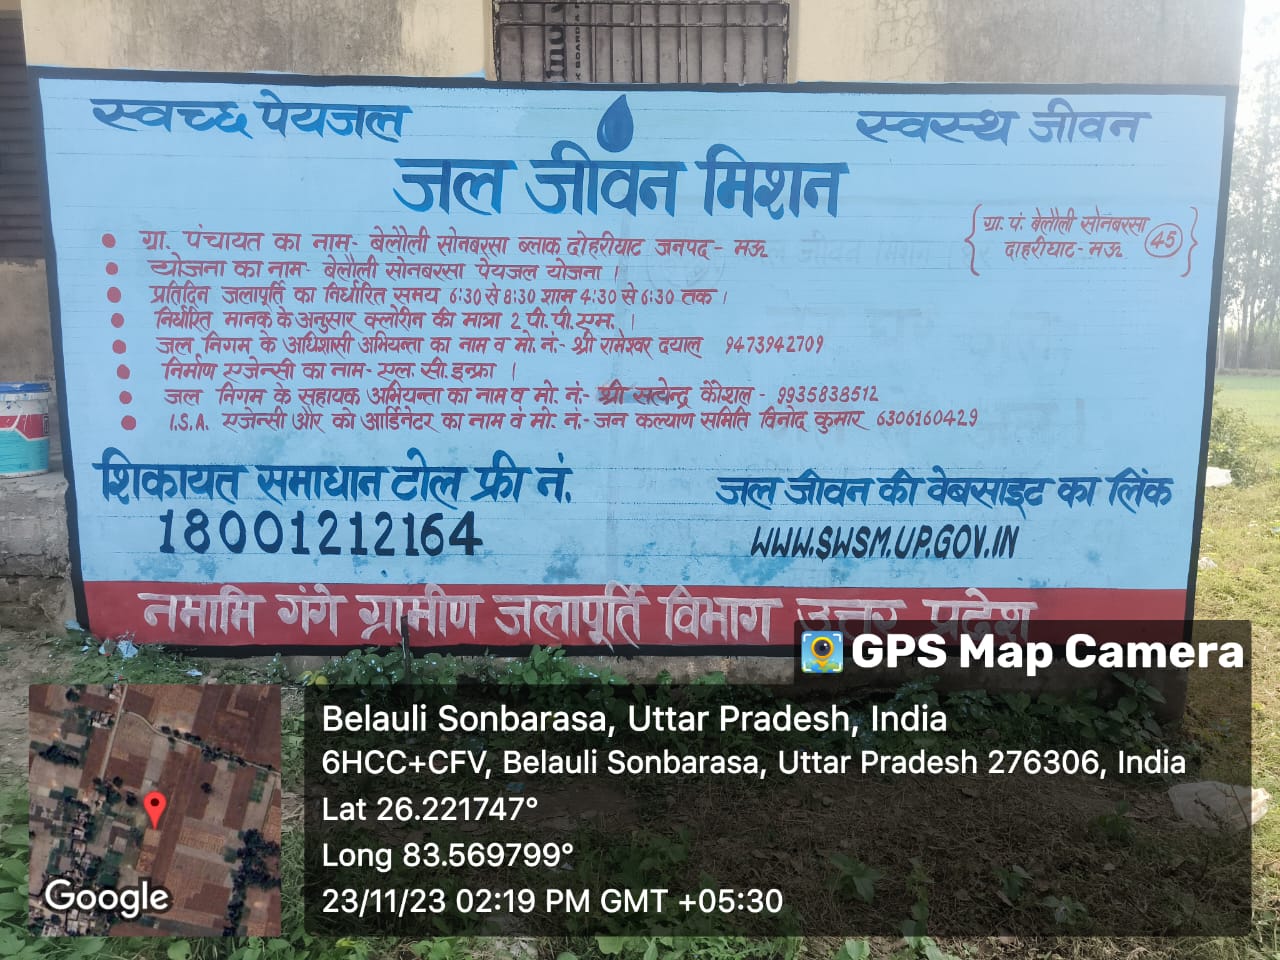 स्वच्छ पेयजल
स्वस्थ जीवन
जल जीवन मिशन
ग्रा. पं. बेलौली सोनबरसा
दोहरीघाट - मऊ 45
ग्रा. पंचायत का नाम- बेलौली सोनबरसा ब्लाक दोहरीघाट जनपद - मऊ
योजना का नाम- बेलौली सोनबरसा पेयजल योजना ।
प्रतिदिन जलापूर्ति का निर्धारित समय 6:30 से 8:30 शाम 4:30 से 6:30 तक ।
निर्धारित मानक के अनुसार क्लोरीन की मात्रा 2 पी. पी. एम. ।
जल निगम के अधिशासी अभियन्ता का नाम व मो. नं.- श्री रामेश्वर दयाल 9473942709
निर्माण एजेन्सी का नाम- एल. सी. इन्फ्रा ।
जल निगम के सहायक अभियन्ता का नाम व मो. नं:- श्री सत्येन्द्र कौशल - 9935838512
I.S.A. एजेन्सी और को आर्डिनेटर का नाम व मो. नं.- जन कल्याण समिति विनोद कुमार 6306160429
शिकायत समाधान टोल फ्री नं.
18001212164
जल जीवन की वेबसाइट का लिंक
WWW.SWSM.UP.GOV.IN
नमामि गंगे ग्रामीण जलापूर्ति विभाग उत्तर प्रदेश
GPS Map Camera
Belauli Sonbarasa, Uttar Pradesh, India
6HCC+CFV, Belauli Sonbarasa, Uttar Pradesh 276306, India
Lat 26.221747°
Long 83.569799°
23/11/23 02:19 PM GMT +05:30
Google